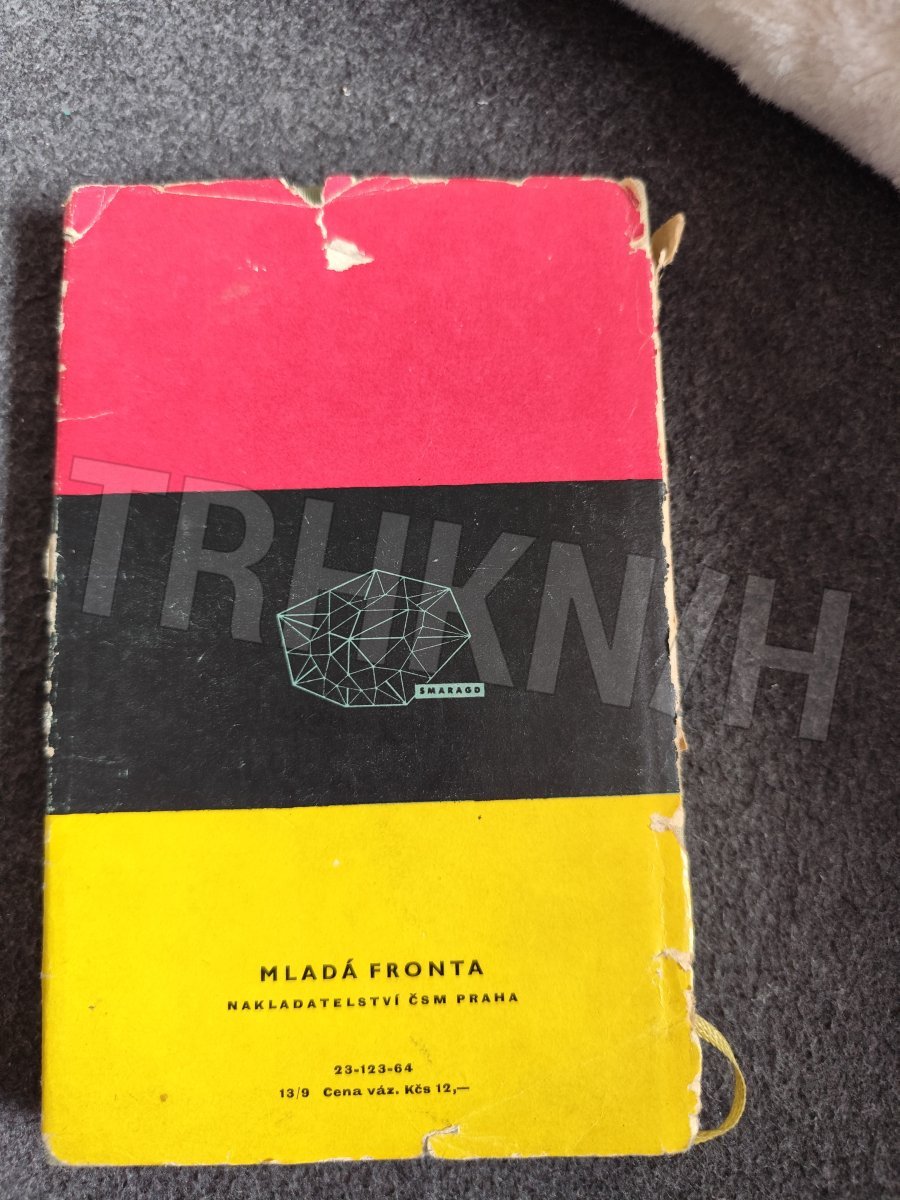 TRHKNIH
SMARAGD
MLADÁ FRONTA
NAKLADATELSTVÍ ČSM PRAHA
23-123-64
13/9 Cena váz. Kčs 12,—